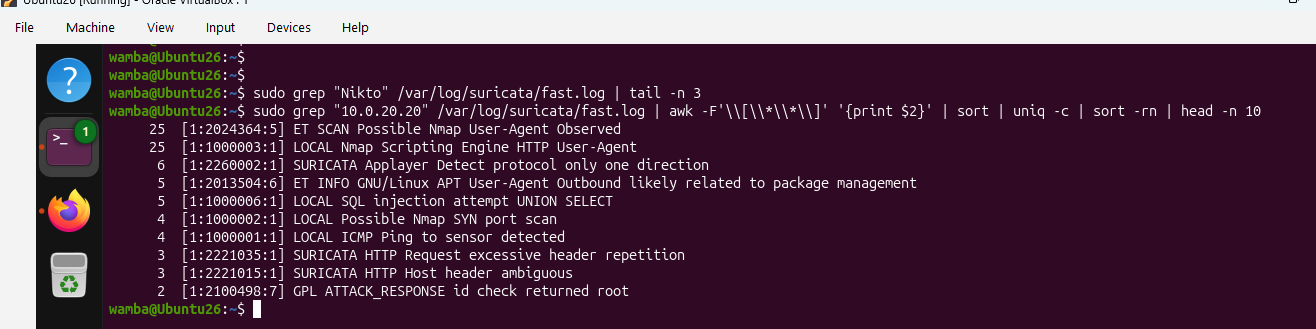 Ubuntu26 [Running] - Oracle VirtualBox : 1
File Machine View Input Devices Help
wamba@Ubuntu26:~$
wamba@Ubuntu26:~$
wamba@Ubuntu26:~$ sudo grep "Nikto" /var/log/suricata/fast.log | tail -n 3
wamba@Ubuntu26:~$ sudo grep "10.0.20.20" /var/log/suricata/fast.log | awk -F'\\[\\*\\*\\]' '{print $2}' | sort | uniq -c | sort -rn | head -n 10
25 [1:2024364:5] ET SCAN Possible Nmap User-Agent Observed
25 [1:1000003:1] LOCAL Nmap Scripting Engine HTTP User-Agent
6 [1:2260002:1] SURICATA Applayer Detect protocol only one direction
5 [1:2013504:6] ET INFO GNU/Linux APT User-Agent Outbound likely related to package management
5 [1:1000006:1] LOCAL SQL injection attempt UNION SELECT
4 [1:1000002:1] LOCAL Possible Nmap SYN port scan
4 [1:1000001:1] LOCAL ICMP Ping to sensor detected
3 [1:2221035:1] SURICATA HTTP Request excessive header repetition
3 [1:2221015:1] SURICATA HTTP Host header ambiguous
2 [1:2100498:7] GPL ATTACK_RESPONSE id check returned root
wamba@Ubuntu26:~$
?
>_
1